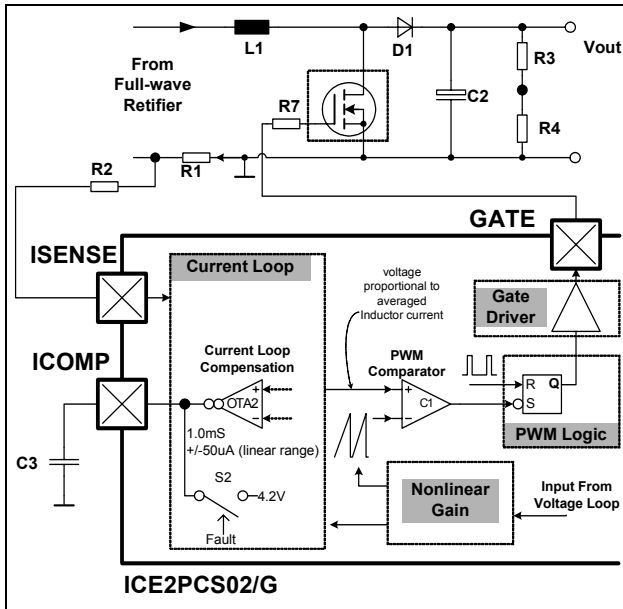 L1
D1
R3
Vout
From
Full-wave
Retifier
R7
C2
R4
R2
R1
GATE
ISENSE
Current Loop
voltage
proportional to
averaged
Inductor current
Gate
Driver
ICOMP
Current Loop
Compensation
PWM
Comparator
+
OTA2
−
+
C1
−
R
Q
S
PWM Logic
C3
1.0mS
+/-50uA (linear range)
S2
4.2V
Fault
Nonlinear
Gain
Input From
Voltage Loop
ICE2PCS02/G